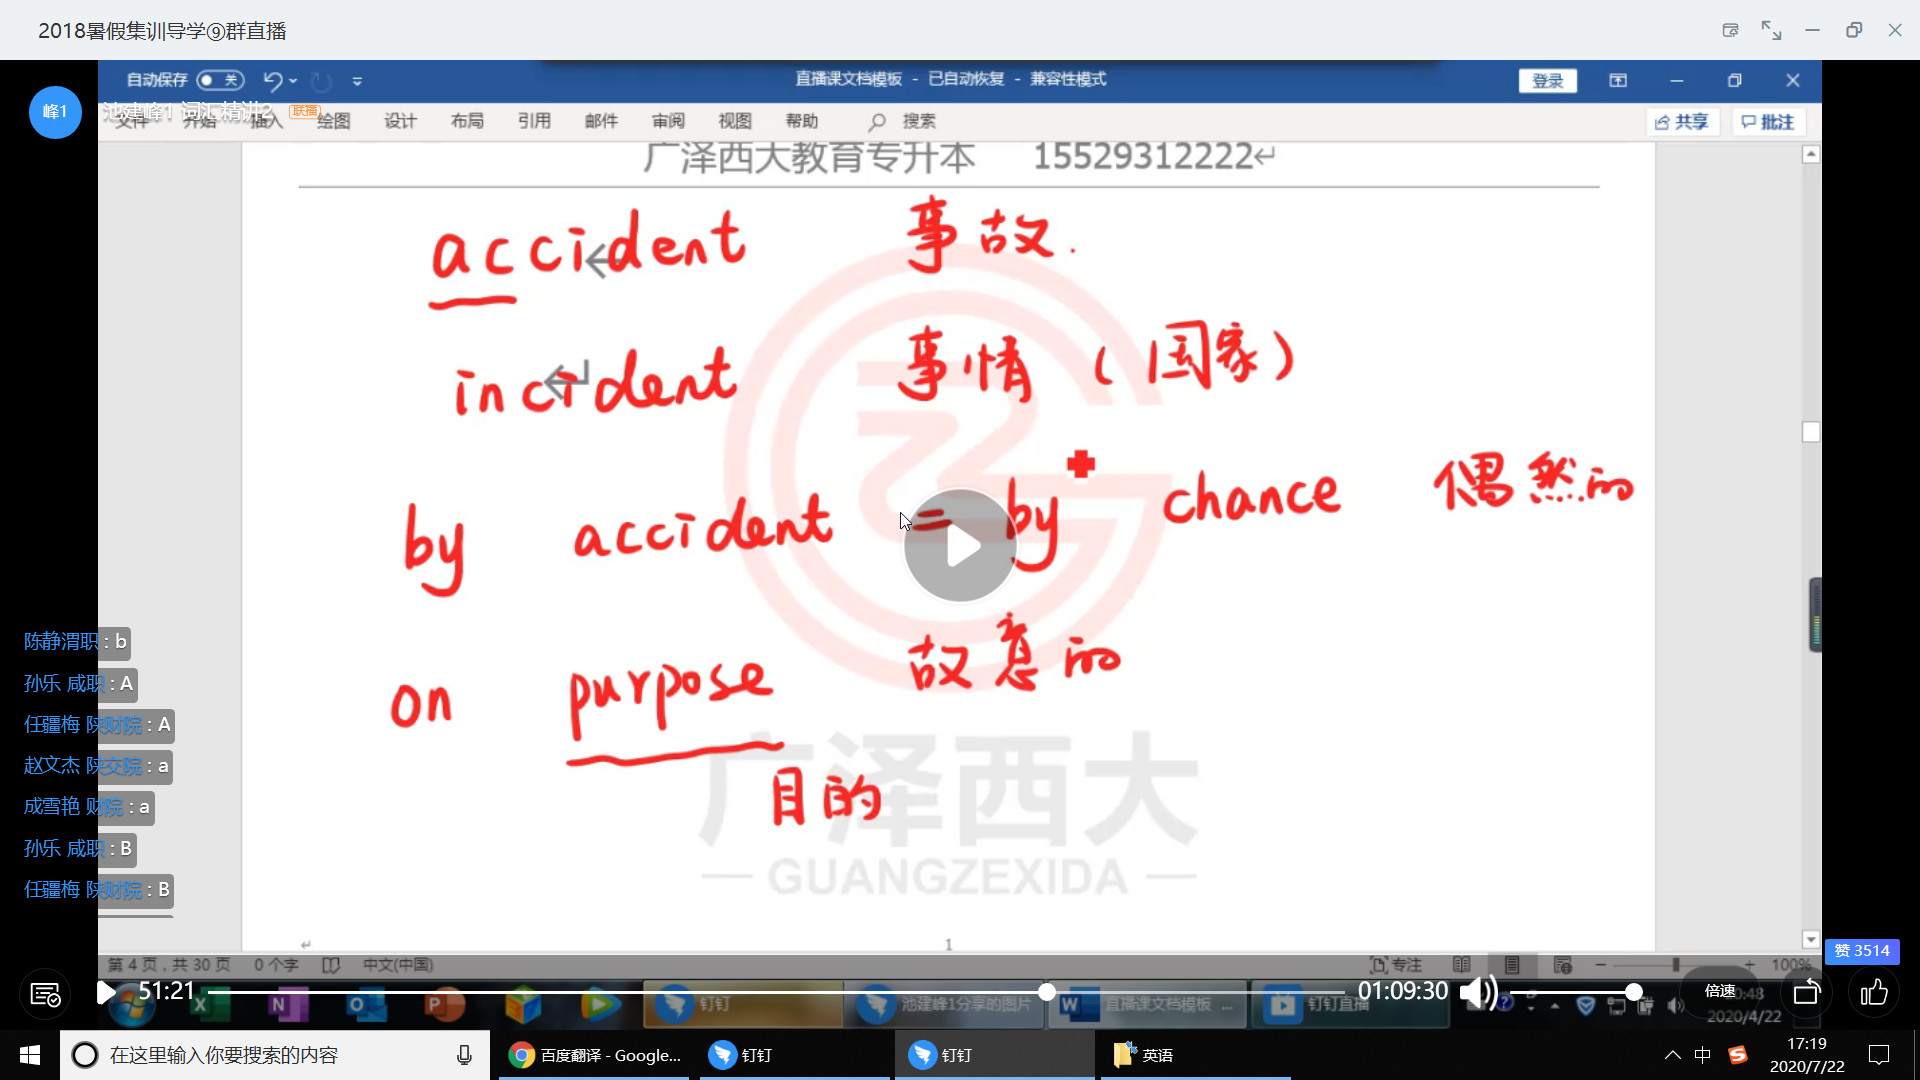 2018暑假集训导学⑨群直播
自动保存 关
直播课文档模板 - 已自动恢复 - 兼容性模式
登录
峰1
池建峰1 词汇精讲2 联播
文件 开始 插入 绘图 设计 布局 引用 邮件 审阅 视图 帮助 搜索
共享 批注
广泽西大教育专升本 15529312222↵
accident 事故.
incident 事情 (国家)
by accident = by chance 偶然的
on purpose 故意的
目的
广泽西大
— GUANGZEXIDA —
陈静渭职 : b
孙乐 咸职 : A
任疆梅 陕财院 : A
赵文杰 陕交院 : a
成雪艳 财院 : a
孙乐 咸职 : B
任疆梅 陕财院 : B
1
赞 3514
第 4 页，共 30 页 0 个字 中文(中国)
专注 100%
51:21
01:09:30
倍速
钉钉
池建峰1分享的图片
直播课文档模板 ...
钉钉直播
2020/4/22
在这里输入你要搜索的内容
百度翻译 - Google...
钉钉
钉钉
英语
中
17:19
2020/7/22